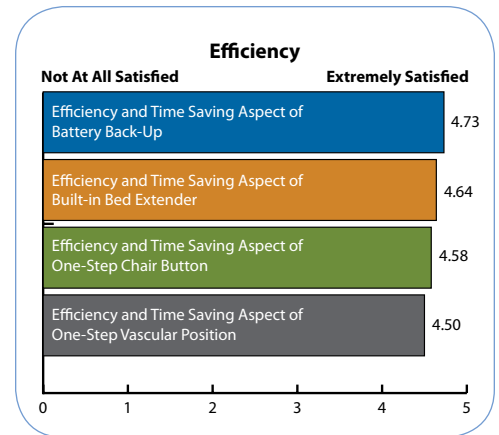 Efficiency
Not At All Satisfied Extremely Satisfied
Efficiency and Time Saving Aspect of
Battery Back-Up
4.73
Efficiency and Time Saving Aspect of
Built-in Bed Extender
4.64
Efficiency and Time Saving Aspect of
One-Step Chair Button
4.58
Efficiency and Time Saving Aspect of
One-Step Vascular Position
4.50
0 1 2 3 4 5